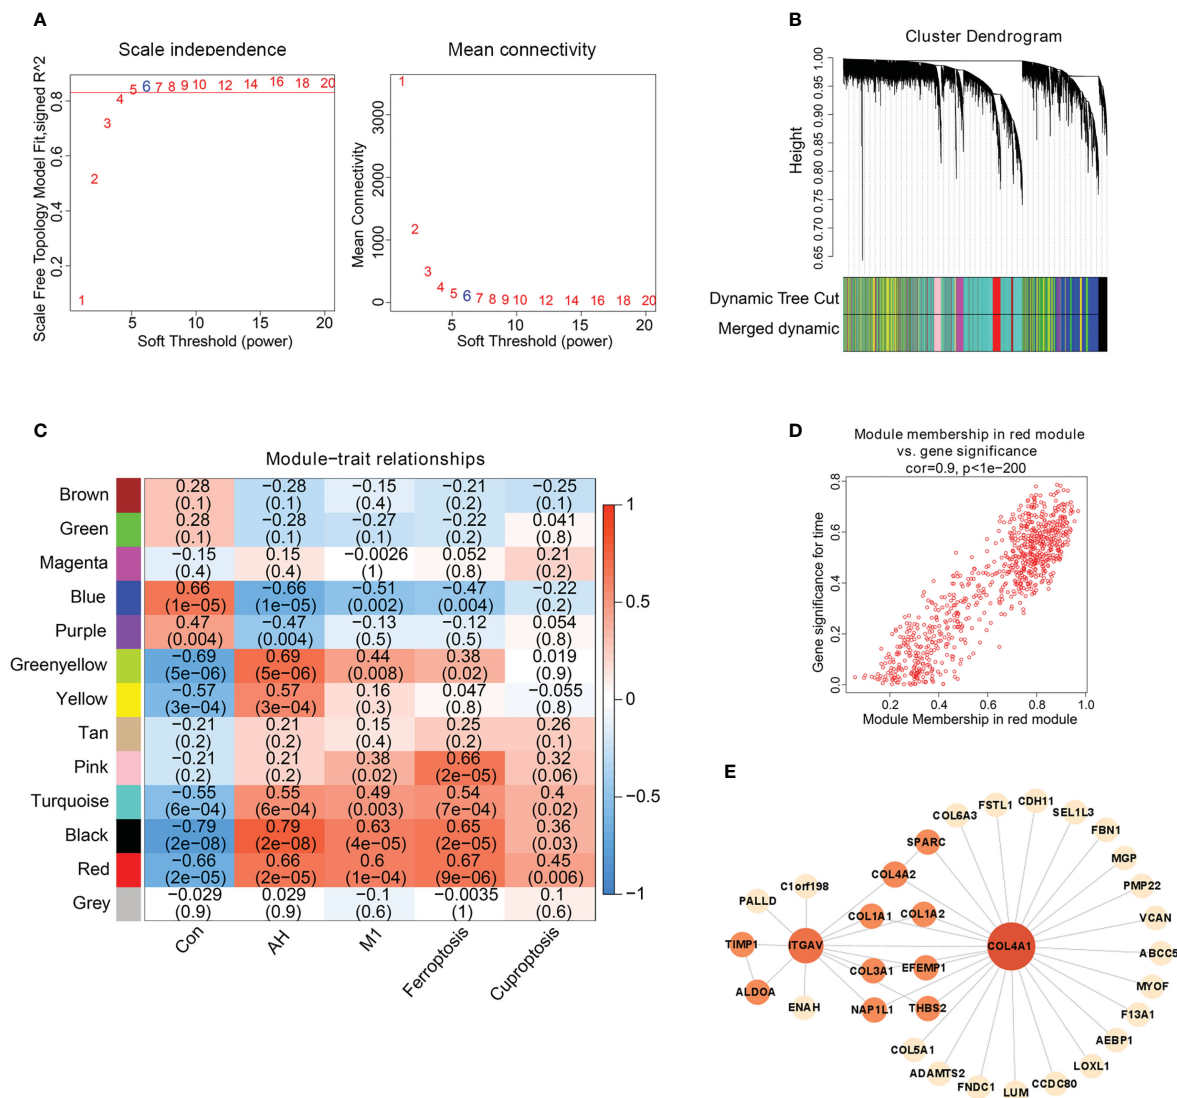 A
Scale independence
Scale Free Topology Model Fit,signed R^2
0.8
0.6
0.4
0.2
1
2
3
4
5
6
7
8
9
10
12
14
16
18
20
5
10
15
20
Soft Threshold (power)
Mean connectivity
Mean Connectivity
3000
2000
1000
0
1
2
3
4
5
6
7
8
9
10
12
14
16
18
20
5
10
15
20
Soft Threshold (power)
B
Cluster Dendrogram
Height
1.00
0.95
0.90
0.85
0.80
0.75
0.70
0.65
Dynamic Tree Cut
Merged dynamic
C
Module−trait relationships
Brown 0.28 −0.28 −0.15 −0.21 −0.25
(0.1) (0.1) (0.4) (0.2) (0.1)
Green 0.28 −0.28 −0.27 −0.22 0.041
(0.1) (0.1) (0.1) (0.2) (0.8)
Magenta −0.15 0.15 −0.0026 0.052 0.21
(0.4) (0.4) (1) (0.8) (0.2)
Blue 0.66 −0.66 −0.51 −0.47 −0.22
(1e−05) (1e−05) (0.002) (0.004) (0.2)
Purple 0.47 −0.47 −0.13 −0.12 0.054
(0.004) (0.004) (0.5) (0.5) (0.8)
Greenyellow −0.69 0.69 0.44 0.38 0.019
(5e−06) (5e−06) (0.008) (0.02) (0.9)
Yellow −0.57 0.57 0.16 0.047 −0.055
(3e−04) (3e−04) (0.3) (0.8) (0.8)
Tan −0.21 0.21 0.15 0.25 0.26
(0.2) (0.2) (0.4) (0.2) (0.1)
Pink −0.21 0.21 0.38 0.66 0.32
(0.2) (0.2) (0.02) (2e−05) (0.06)
Turquoise −0.55 0.55 0.49 0.54 0.4
(6e−04) (6e−04) (0.003) (7e−04) (0.02)
Black −0.79 0.79 0.63 0.65 0.36
(2e−08) (2e−08) (4e−05) (2e−05) (0.03)
Red −0.66 0.66 0.6 0.67 0.45
(2e−05) (2e−05) (1e−04) (9e−06) (0.006)
Grey −0.029 0.029 −0.1 −0.0035 0.1
(0.9) (0.9) (0.6) (1) (0.6)
Con
AH
M1
Ferroptosis
Cuproptosis
1
0.5
0
−0.5
−1
D
Module membership in red module
vs. gene significance
cor=0.9, p<1e−200
Gene significance for time
0.8
0.6
0.4
0.2
0.0
0.2
0.4
0.6
0.8
1.0
Module Membership in red module
E
FSTL1
CDH11
COL6A3
SEL1L3
SPARC
FBN1
MGP
COL4A2
C1orf198
PMP22
PALLD
COL1A1
COL1A2
VCAN
TIMP1
ITGAV
COL4A1
ABCC5
COL3A1
EFEMP1
ALDOA
MYOF
ENAH
NAP1L1
THBS2
F13A1
COL5A1
AEBP1
ADAMTS2
LOXL1
FNDC1
LUM
CCDC80